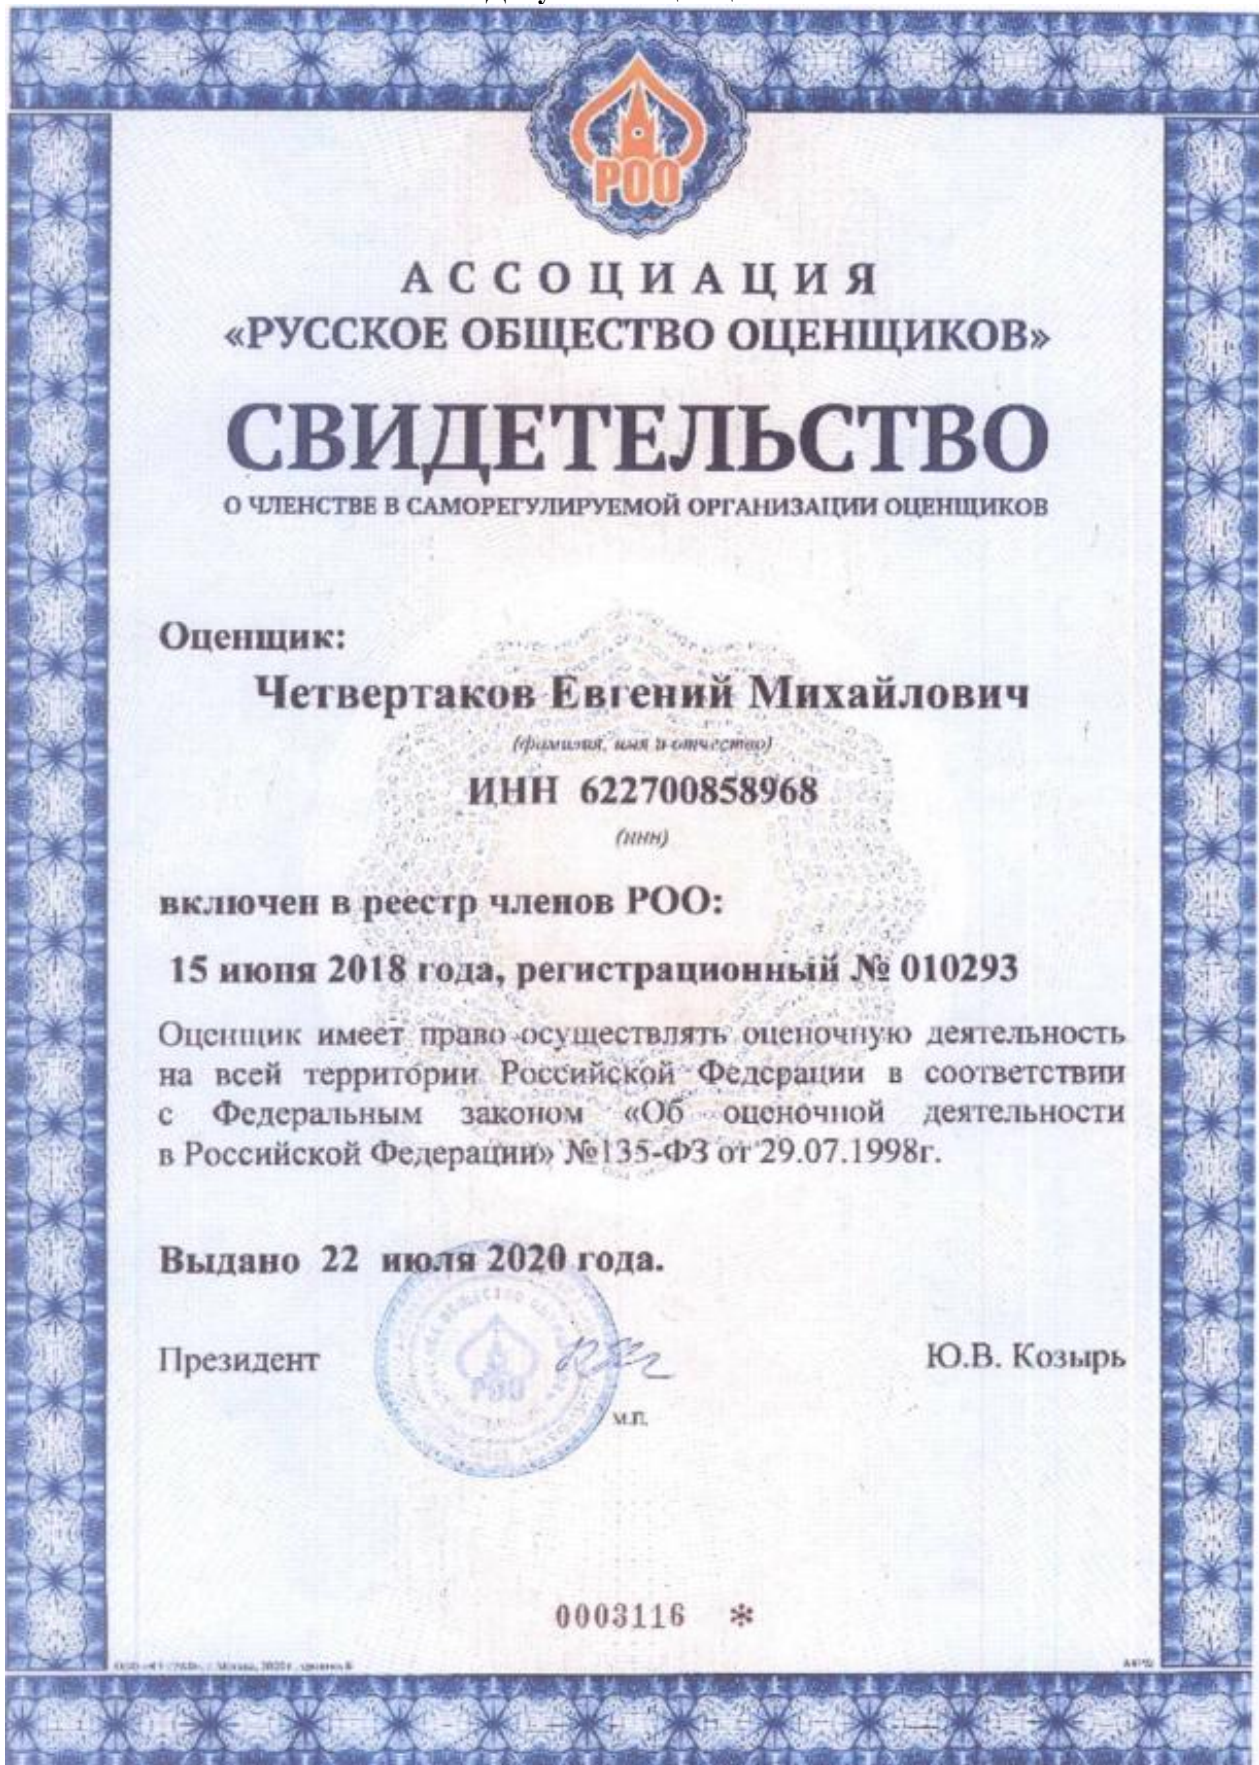 РОО
АССОЦИАЦИЯ
«РУССКОЕ ОБЩЕСТВО ОЦЕНЩИКОВ»
СВИДЕТЕЛЬСТВО
О ЧЛЕНСТВЕ В САМОРЕГУЛИРУЕМОЙ ОРГАНИЗАЦИИ ОЦЕНЩИКОВ
Оценщик:
Четвертаков Евгений Михайлович
(фамилия, имя и отчество)
ИНН 622700858968
(инн)
включен в реестр членов РОО:
15 июня 2018 года, регистрационный № 010293
Оценщик имеет право осуществлять оценочную деятельность
на всей территории Российской Федерации в соответствии
с Федеральным законом «Об оценочной деятельности
в Российской Федерации» №135-ФЗ от 29.07.1998г.
Выдано 22 июля 2020 года.
Президент
Ю.В. Козырь
РОО
М.П.
0003116 *